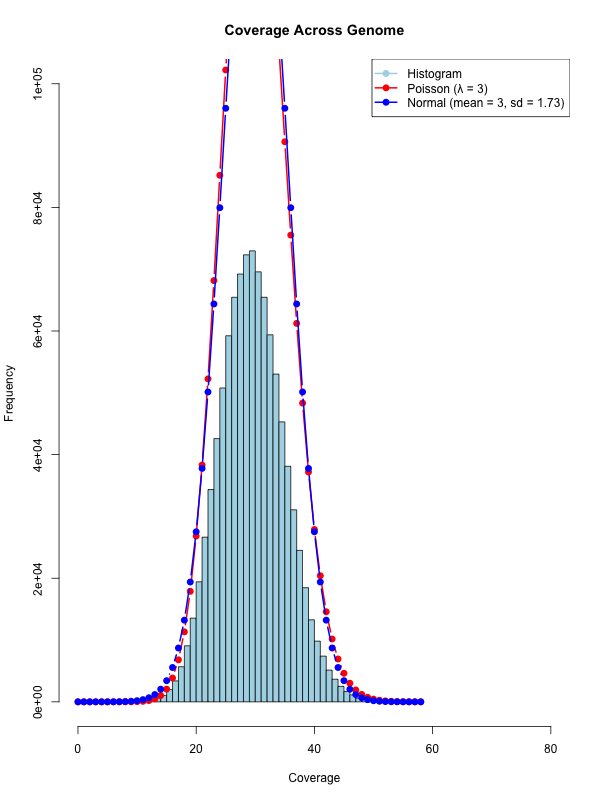 Coverage Across Genome
Histogram
Poisson (λ = 3)
Normal (mean = 3, sd = 1.73)
Frequency
1e+05
8e+04
6e+04
4e+04
2e+04
0e+00
0 20 40 60 80
Coverage